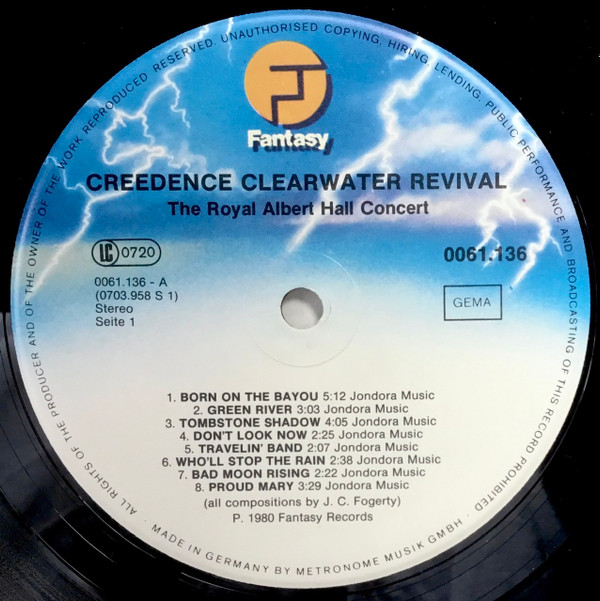 ALL RIGHTS OF THE PRODUCER AND OF THE OWNER OF THE WORK REPRODUCED RESERVED. UNAUTHORISED COPYING, HIRING, LENDING, PUBLIC PERFORMANCE AND BROADCASTING OF THIS RECORD PROHIBITED
Fantasy
CREEDENCE CLEARWATER REVIVAL
The Royal Albert Hall Concert
LC 0720
0061.136
0061.136 - A
(0703.958 S 1)
Stereo
Seite 1
GEMA
1. BORN ON THE BAYOU 5:12 Jondora Music
2. GREEN RIVER 3:03 Jondora Music
3. TOMBSTONE SHADOW 4:05 Jondora Music
4. DON'T LOOK NOW 2:25 Jondora Music
5. TRAVELIN' BAND 2:07 Jondora Music
6. WHO'LL STOP THE RAIN 2:38 Jondora Music
7. BAD MOON RISING 2:22 Jondora Music
8. PROUD MARY 3:29 Jondora Music
(all compositions by J. C. Fogerty)
P. 1980 Fantasy Records
· MADE IN GERMANY BY METRONOME MUSIK GMBH ·